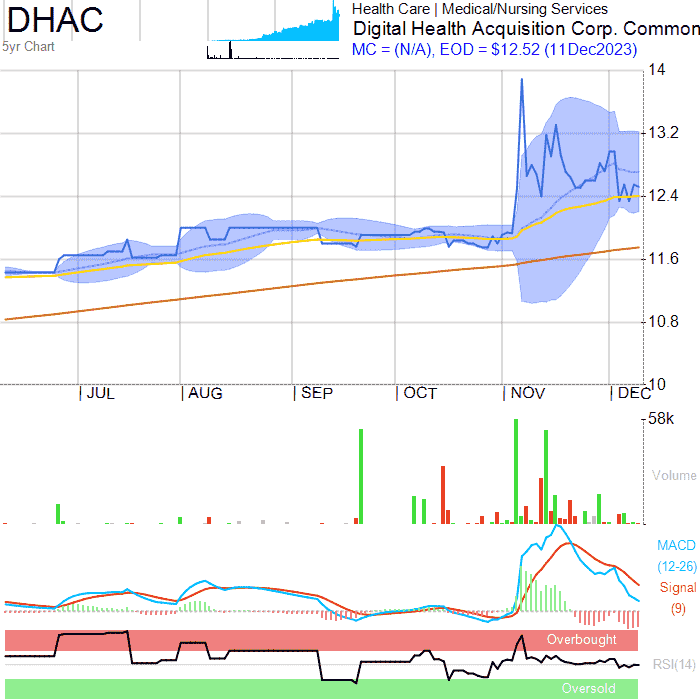 DHAC
5yr Chart
Health Care | Medical/Nursing Services
Digital Health Acquisition Corp. Common
MC = (N/A), EOD = $12.52 (11Dec2023)
14
13.2
12.4
11.6
10.8
10
JUL
AUG
SEP
OCT
NOV
DEC
58k
Volume
MACD
(12-26)
Signal
(9)
Overbought
RSI(14)
Oversold